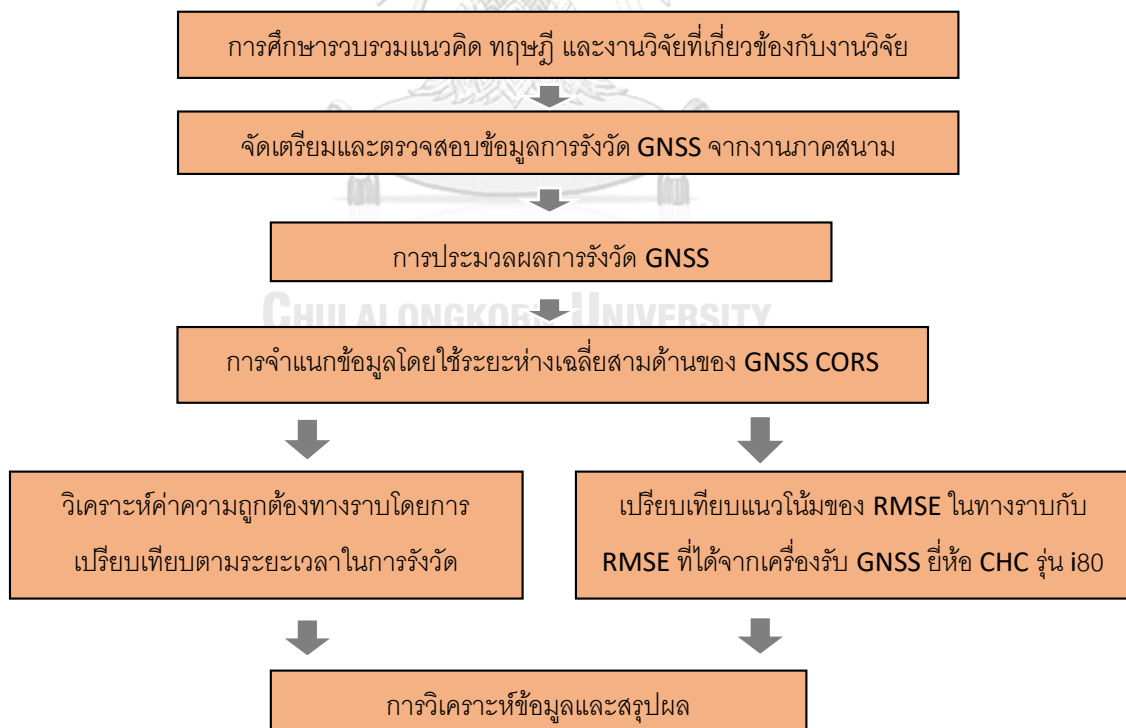 การศึกษารวบรวมแนวคิด ทฤษฎี และงานวิจัยที่เกี่ยวข้องกับงานวิจัย
จัดเตรียมและตรวจสอบข้อมูลการรังวัด GNSS จากงานภาคสนาม
การประมวลผลการรังวัด GNSS
CHULALONGKORN UNIVERSITY
การจำแนกข้อมูลโดยใช้ระยะห่างเฉลี่ยสามด้านของ GNSS CORS
วิเคราะห์ค่าความถูกต้องทางราบโดยการ
เปรียบเทียบตามระยะเวลาในการรังวัด
เปรียบเทียบแนวโน้มของ RMSE ในทางราบกับ
RMSE ที่ได้จากเครื่องรับ GNSS ยี่ห้อ CHC รุ่น i80
การวิเคราะห์ข้อมูลและสรุปผล